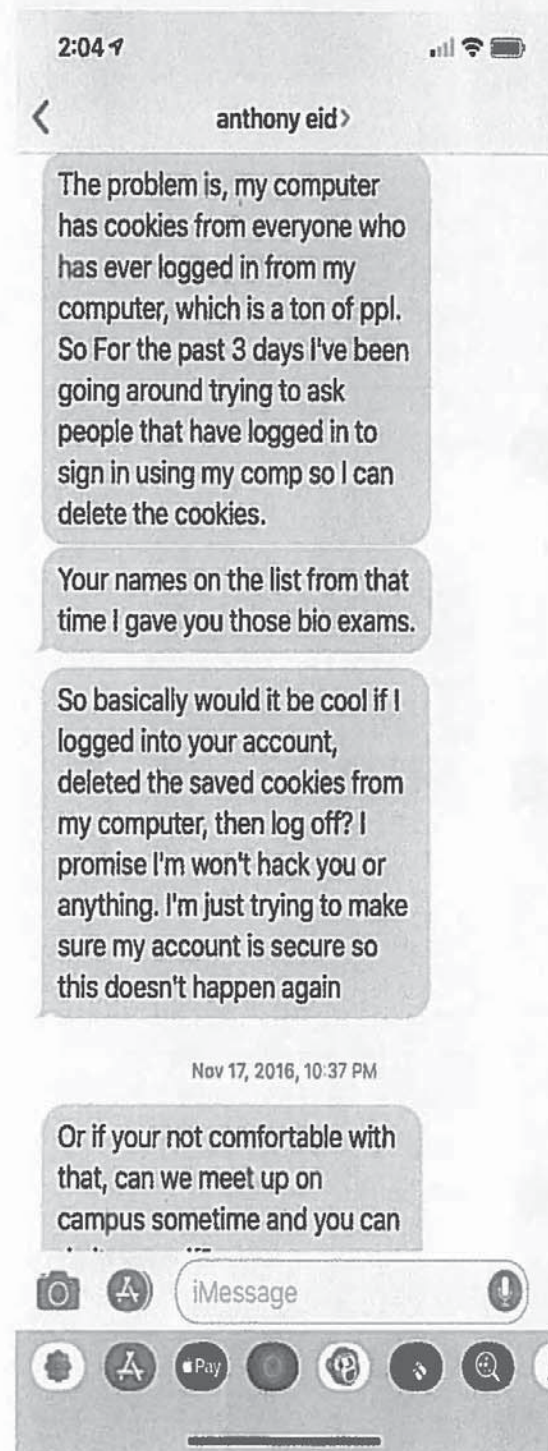 2:04
anthony eid>
The problem is, my computer
has cookies from everyone who
has ever logged in from my
computer, which is a ton of ppl.
So For the past 3 days I've been
going around trying to ask
people that have logged in to
sign in using my comp so I can
delete the cookies.
Your names on the list from that
time I gave you those bio exams.
So basically would it be cool if I
logged into your account,
deleted the saved cookies from
my computer, then log off? I
promise I'm won't hack you or
anything. I'm just trying to make
sure my account is secure so
this doesn't happen again
Nov 17, 2016, 10:37 PM
Or if your not comfortable with
that, can we meet up on
campus sometime and you can
iMessage
Pay